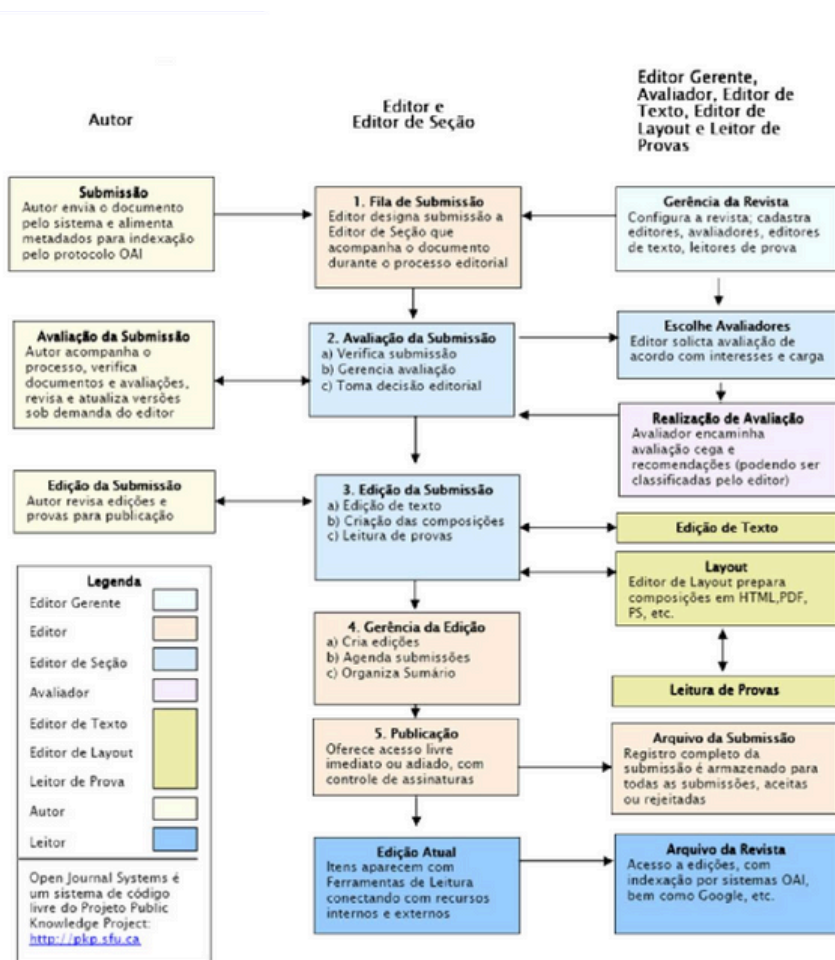 Autor
Editor e
Editor de Seção
Editor Gerente,
Avaliador, Editor de
Texto, Editor de
Layout e Leitor de
Provas
Submissão
Autor envia o documento
pelo sistema e alimenta
metadados para indexação
pelo protocolo OAI
1. Fila de Submissão
Editor designa submissão a
Editor de Seção que
acompanha o documento
durante o processo editorial
Gerência da Revista
Configura a revista; cadastra
editores, avaliadores, editores
de texto, leitores de prova
Avaliação da Submissão
Autor acompanha o
processo, verifica
documentos e avaliações,
revisa e atualiza versões
sob demanda do editor
2. Avaliação da Submissão
a) Verifica submissão
b) Gerencia avaliação
c) Toma decisão editorial
Escolhe Avaliadores
Editor solicta avaliação de
acordo com interesses e carga
Realização de Avaliação
Avaliador encaminha
avaliação cega e
recomendações (podendo ser
classificadas pelo editor)
Edição da Submissão
Autor revisa edições e
provas para publicação
3. Edição da Submissão
a) Edição de texto
b) Criação das composições
c) Leitura de provas
Edição de Texto
Layout
Editor de Layout prepara
composições em HTML,PDF,
PS, etc.
Leitura de Provas
4. Gerência da Edição
a) Cria edições
b) Agenda submissões
c) Organiza Sumário
5. Publicação
Oferece acesso livre
imediato ou adiado, com
controle de assinaturas
Arquivo da Submissão
Registro completo da
submissão é armazenado para
todas as submissões, aceitas
ou rejeitadas
Edição Atual
Itens aparecem com
Ferramentas de Leitura
conectando com recursos
internos e externos
Arquivo da Revista
Acesso a edições, com
indexação por sistemas OAI,
bem como Google, etc.
Legenda
Editor Gerente
Editor
Editor de Seção
Avaliador
Editor de Texto
Editor de Layout
Leitor de Prova
Autor
Leitor
Open Journal Systems é
um sistema de código
livre do Projeto Public
Knowledge Project:
http://pkp.sfu.ca